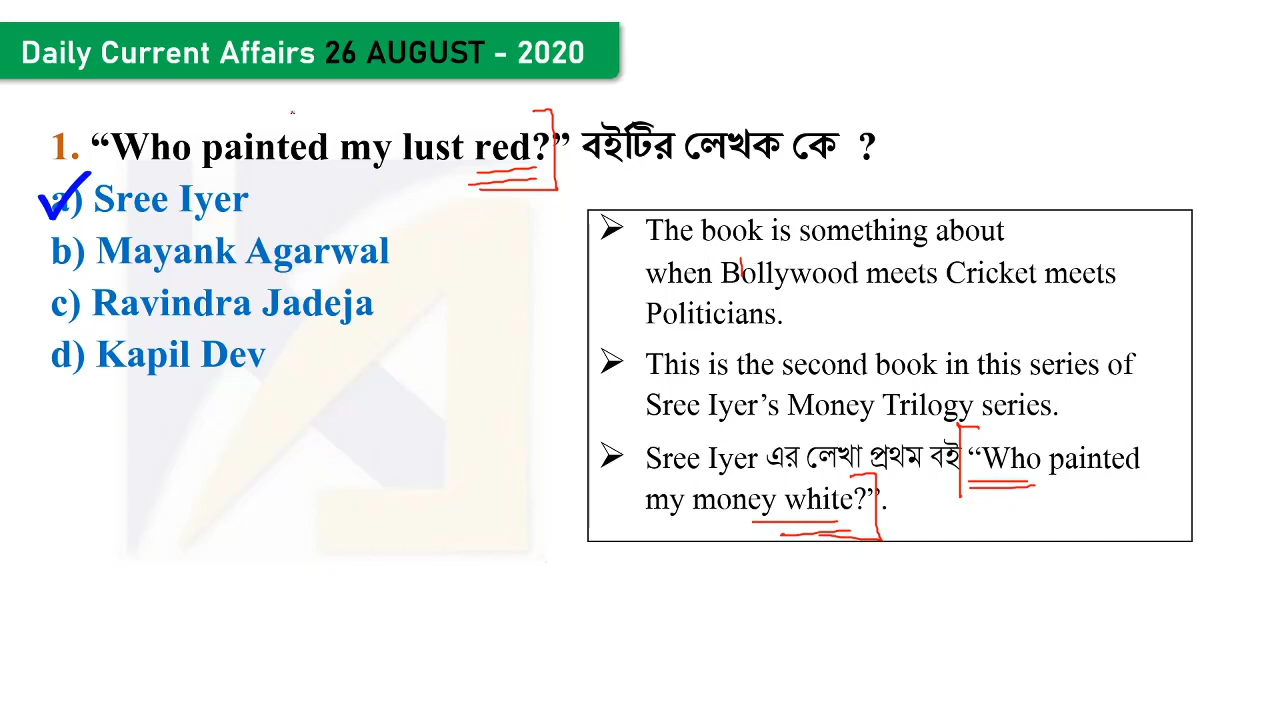 Daily Current Affairs 26 AUGUST - 2020
1. “Who painted my lust red?” বইটির লেখক কে ?
a) Sree Iyer
b) Mayank Agarwal
c) Ravindra Jadeja
d) Kapil Dev
➢ The book is something about
when Bollywood meets Cricket meets
Politicians.
➢ This is the second book in this series of
Sree Iyer’s Money Trilogy series.
➢ Sree Iyer এর লেখা প্রথম বই “Who painted
my money white?”.